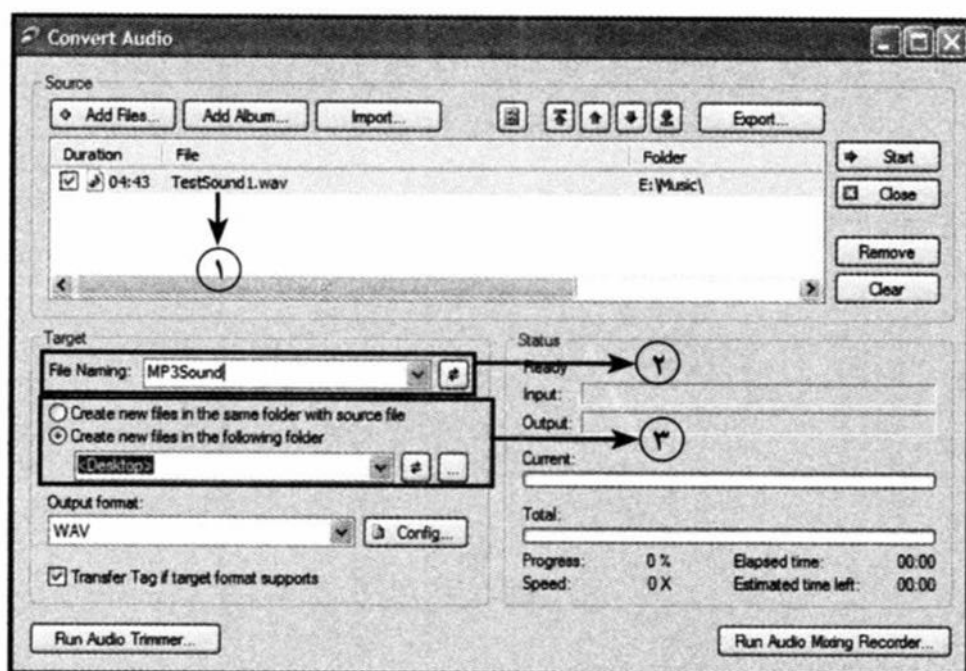 Convert Audio
Source
Add Files...  Add Album...  Import...  Export...
Duration  File  Folder
04:43  TestSound1.wav  E:\Music\
Start
Close
Remove
Clear
۱
Target
File Naming: MP3Sound
۲
Create new files in the same folder with source file
Create new files in the following folder
<Desktop>
...
۳
Output format:
WAV  Config...
Transfer Tag if target format supports
Status
Ready
Input:
Output:
Current:
Total:
Progress: 0 %  Elapsed time: 00:00
Speed: 0 X  Estimated time left: 00:00
Run Audio Trimmer...  Run Audio Mixing Recorder...